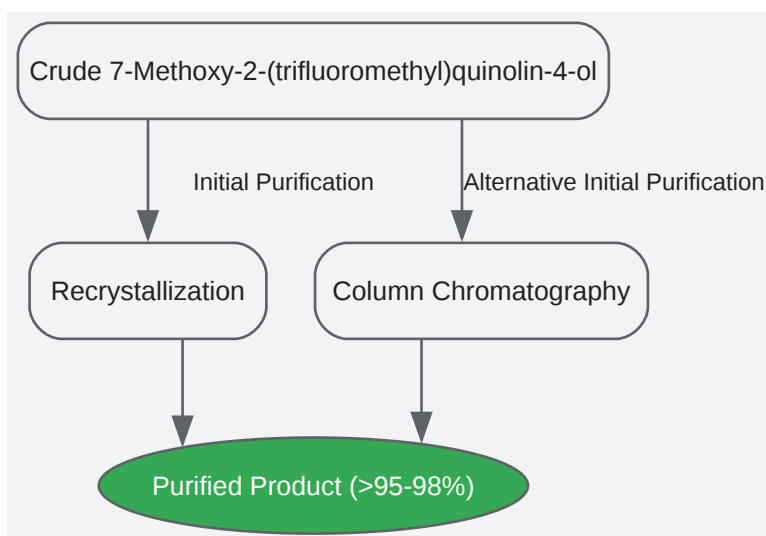 Crude 7-Methoxy-2-(trifluoromethyl)quinolin-4-ol
Initial Purification
Alternative Initial Purification
Recrystallization
Column Chromatography
Purified Product (>95-98%)